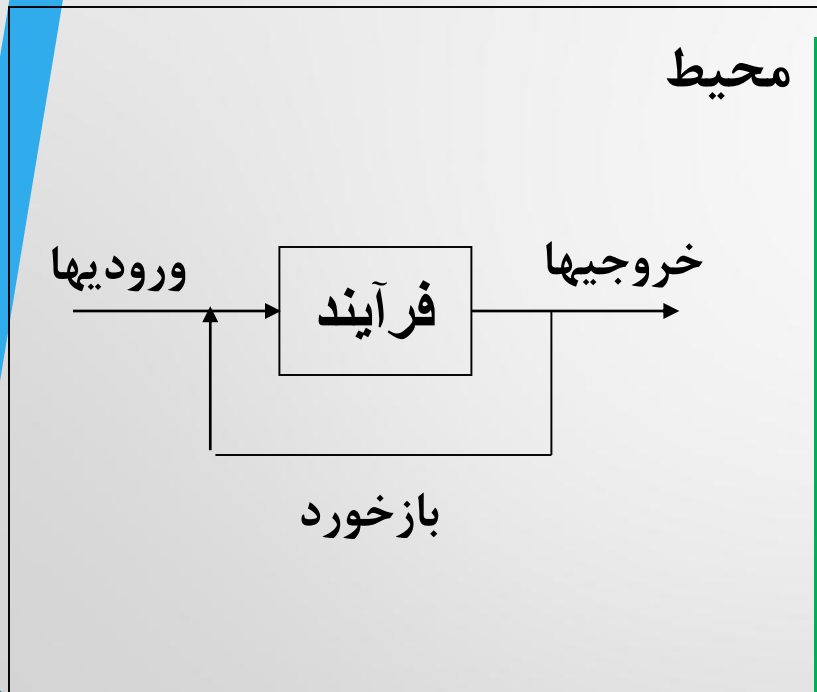 محیط
خروجیها
ورودیها
فرآیند
بازخورد